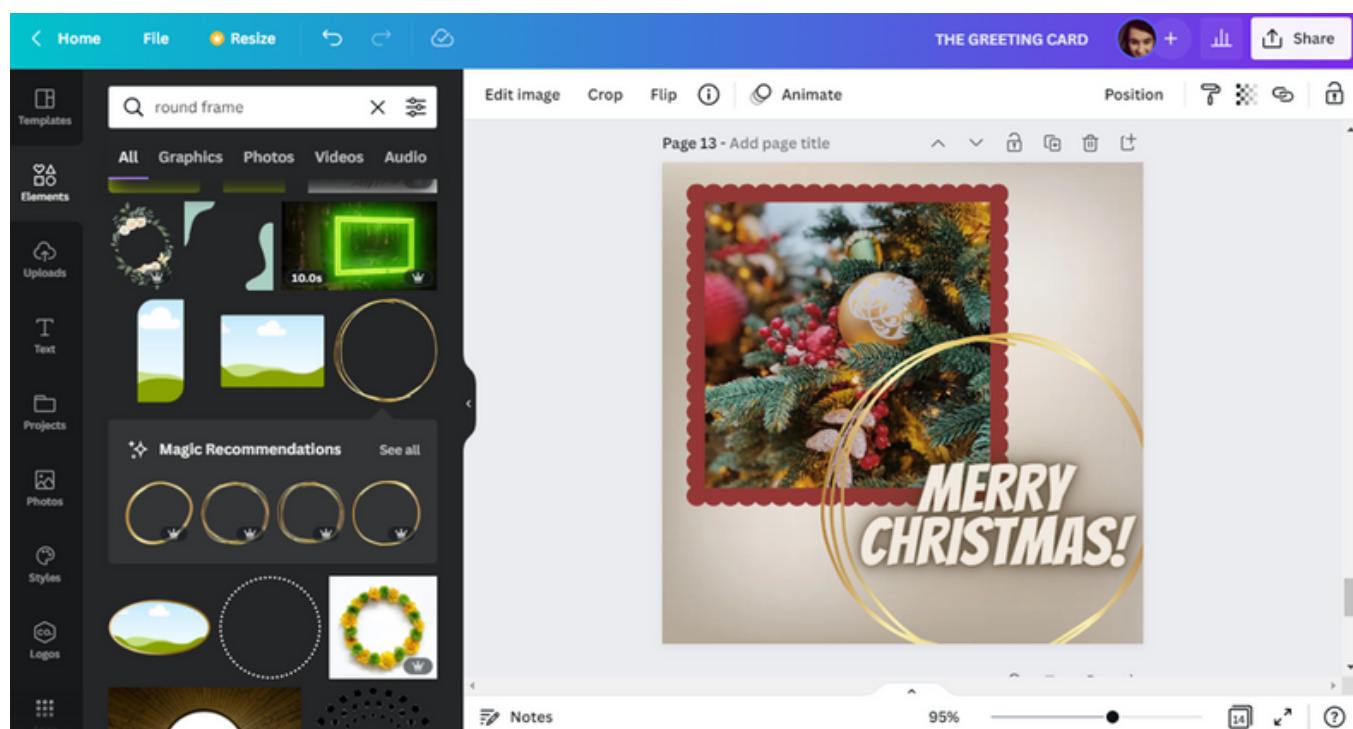 Home File Resize THE GREETING CARD + Share
Templates
Elements
Uploads
Text
Projects
Photos
Styles
CO.
Logos
round frame
All Graphics Photos Videos Audio
10.0s
Magic Recommendations See all
Edit image Crop Flip Animate Position
Page 13 - Add page title
MERRY
CHRISTMAS!
Notes 95% 14 ?